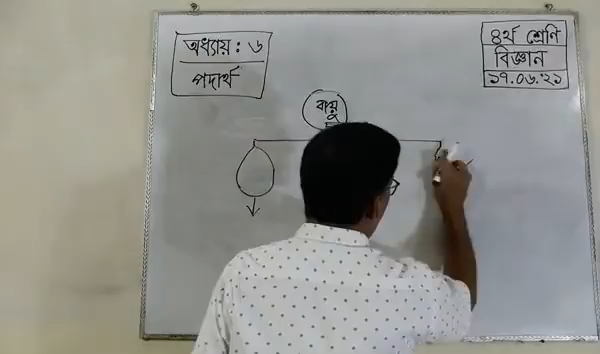 অধ্যায় : ৬
পদার্থ
৪র্থ শ্রেণি
বিজ্ঞান
১৭.০৬.২১
বায়ু